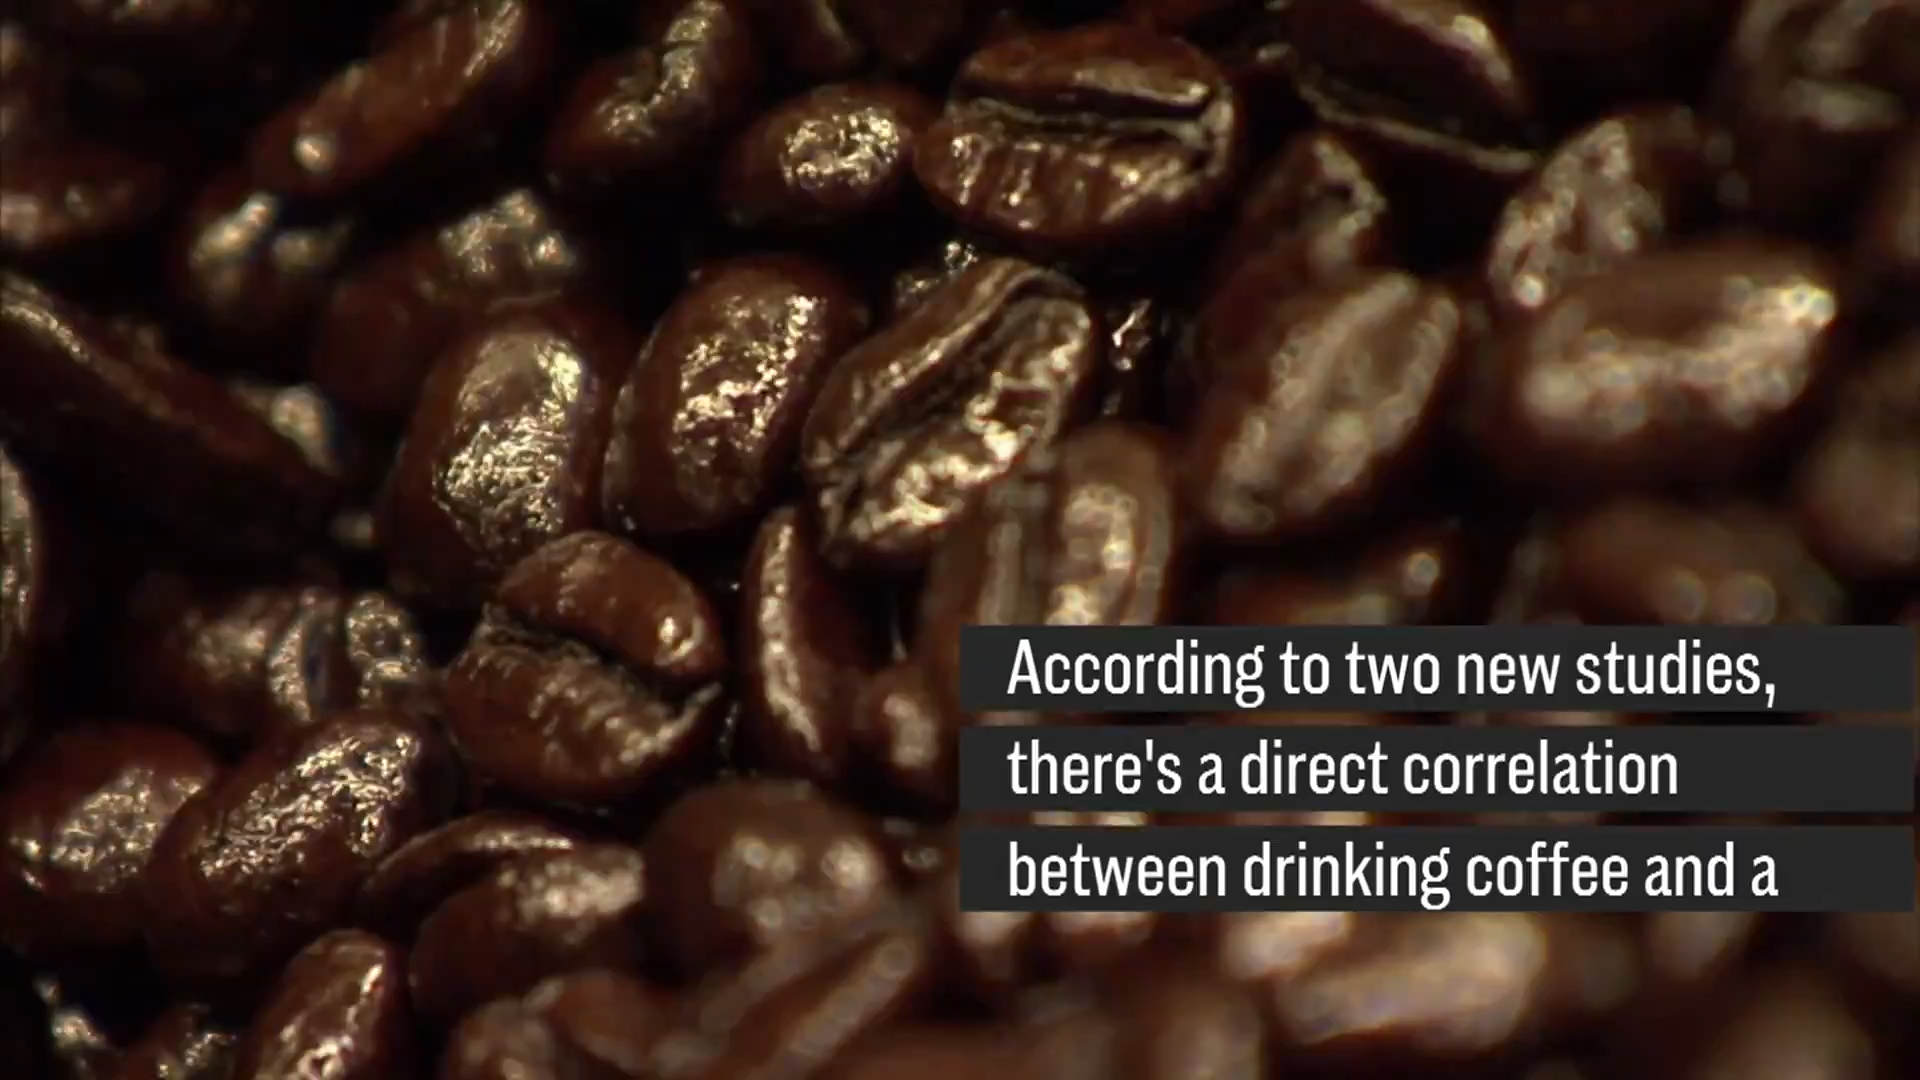 According to two new studies,
there's a direct correlation
between drinking coffee and a